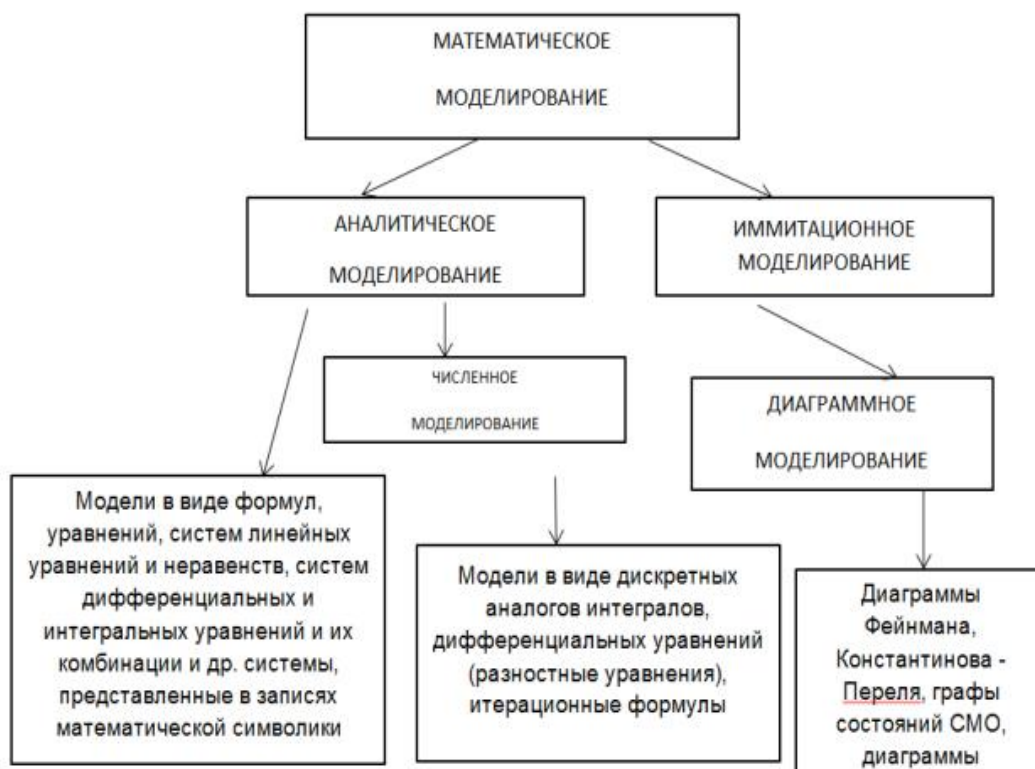 МАТЕМАТИЧЕСКОЕ
МОДЕЛИРОВАНИЕ
АНАЛИТИЧЕСКОЕ
МОДЕЛИРОВАНИЕ
ИММИТАЦИОННОЕ
МОДЕЛИРОВАНИЕ
ЧИСЛЕННОЕ
МОДЕЛИРОВАНИЕ
ДИАГРАММНОЕ
МОДЕЛИРОВАНИЕ
Модели в виде формул,
уравнений, систем линейных
уравнений и неравенств, систем
дифференциальных и
интегральных уравнений и их
комбинации и др. системы,
представленные в записях
математической символики
Модели в виде дискретных
аналогов интегралов,
дифференциальных уравнений
(разностные уравнения),
итерационные формулы
Диаграммы
Фейнмана,
Константинова -
Переля, графы
состояний СМО,
диаграммы